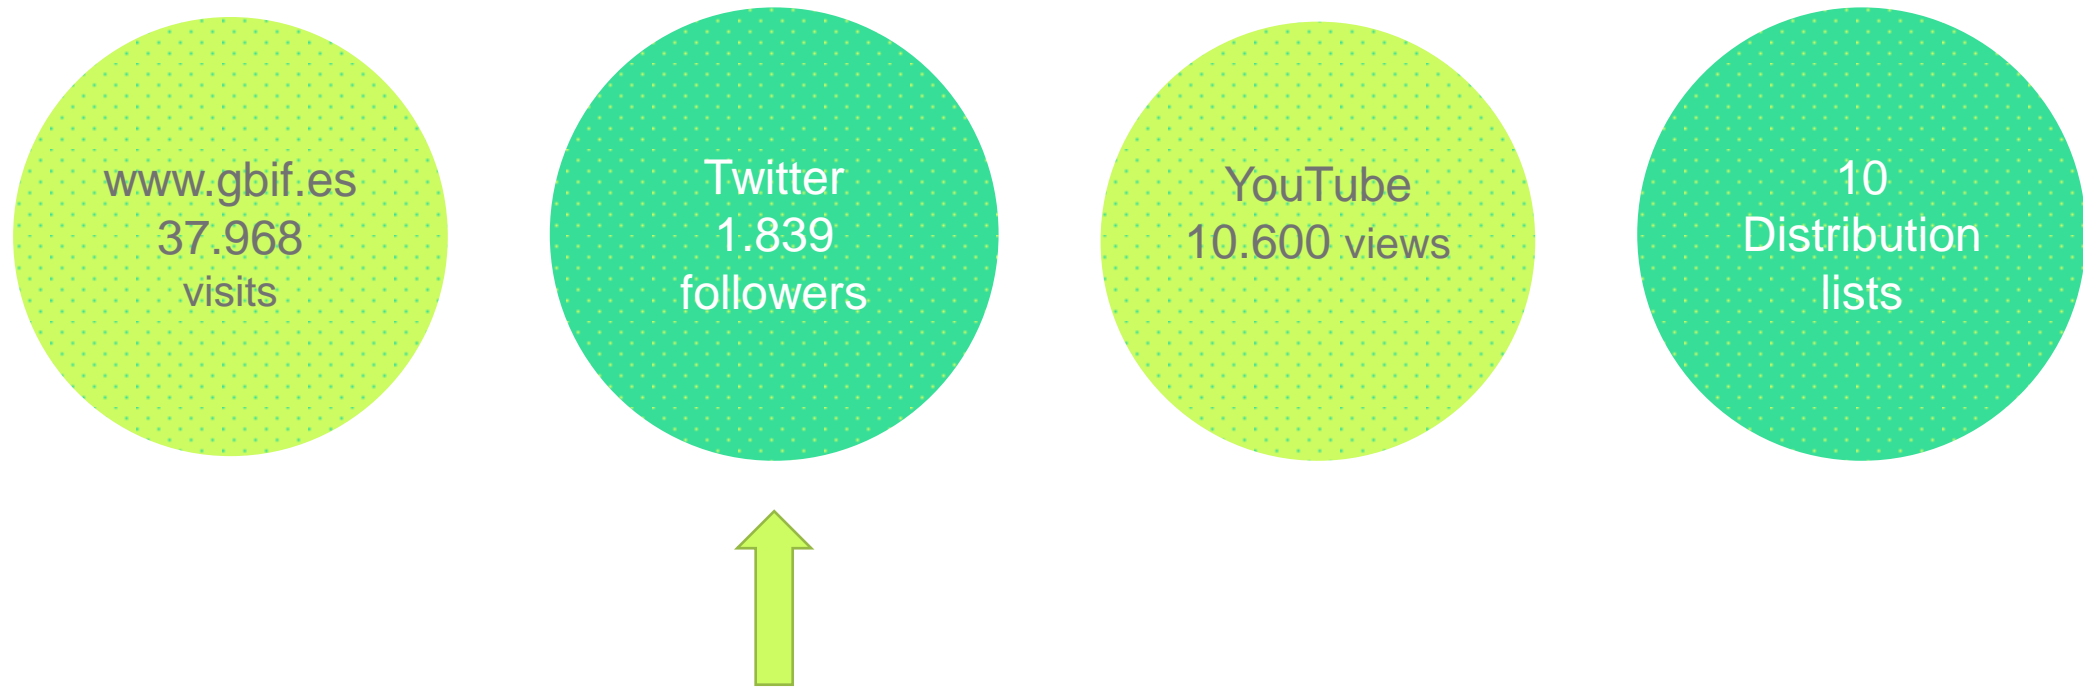 www.gbif.es
37.968
visits
Twitter
1.839
followers
YouTube
10.600 views
10
Distribution
lists